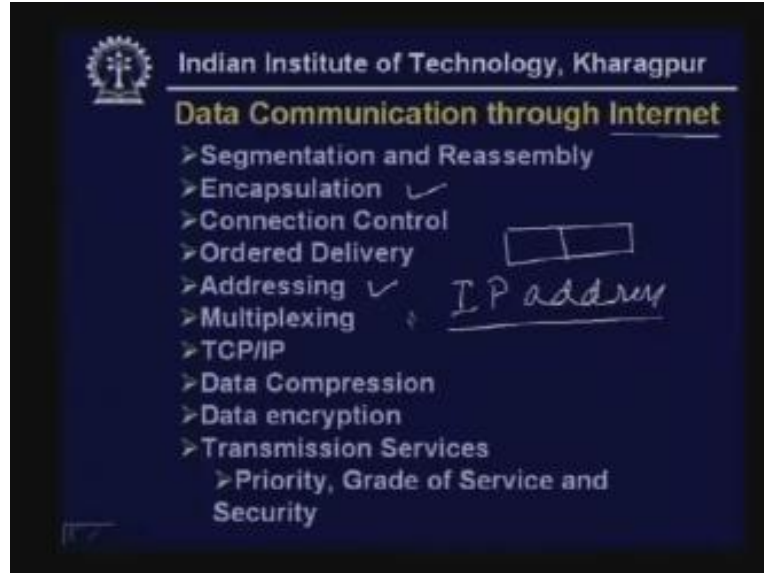 Indian Institute of Technology, Kharagpur
Data Communication through Internet
➢Segmentation and Reassembly
➢Encapsulation ✓
➢Connection Control
➢Ordered Delivery
➢Addressing ✓ IP address
➢Multiplexing
➢TCP/IP
➢Data Compression
➢Data encryption
➢Transmission Services
➢Priority, Grade of Service and
Security